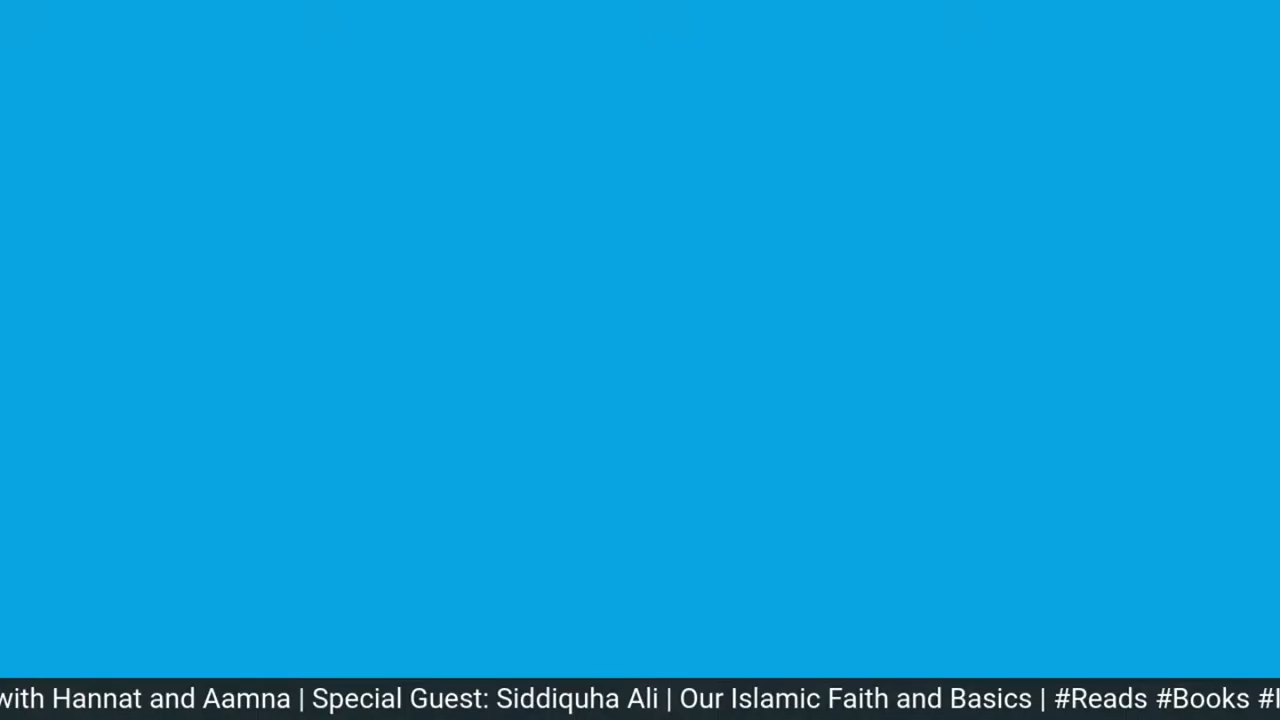 with Hannat and Aamna | Special Guest: Siddiquha Ali | Our Islamic Faith and Basics | #Reads #Books #